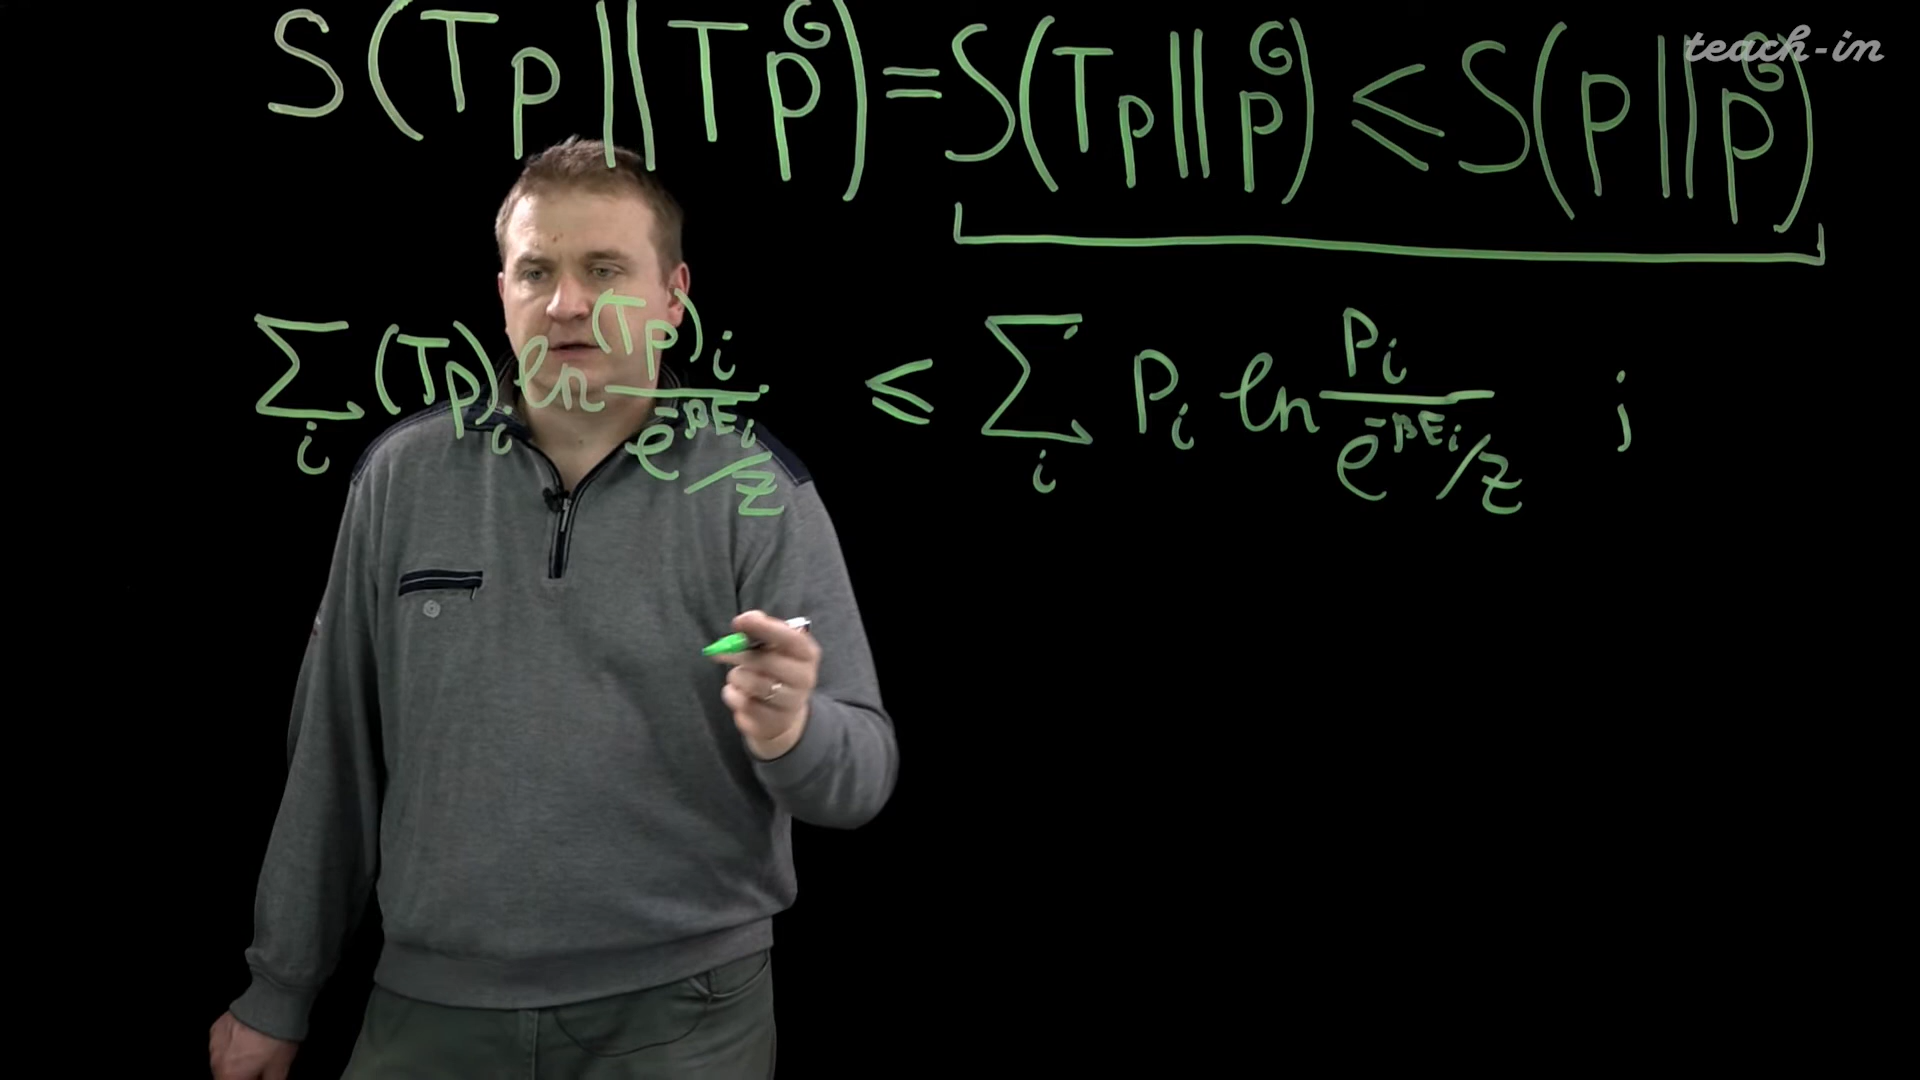 S(Tp||Tp^G) = S(Tp||p^G) ≤ S(p||p^G)
teach-in
∑_i (Tp)_i ln (Tp)_i / (e^{-βE_i}/Z) ≤ ∑_i p_i ln p_i / (e^{-βE_i}/Z) ;